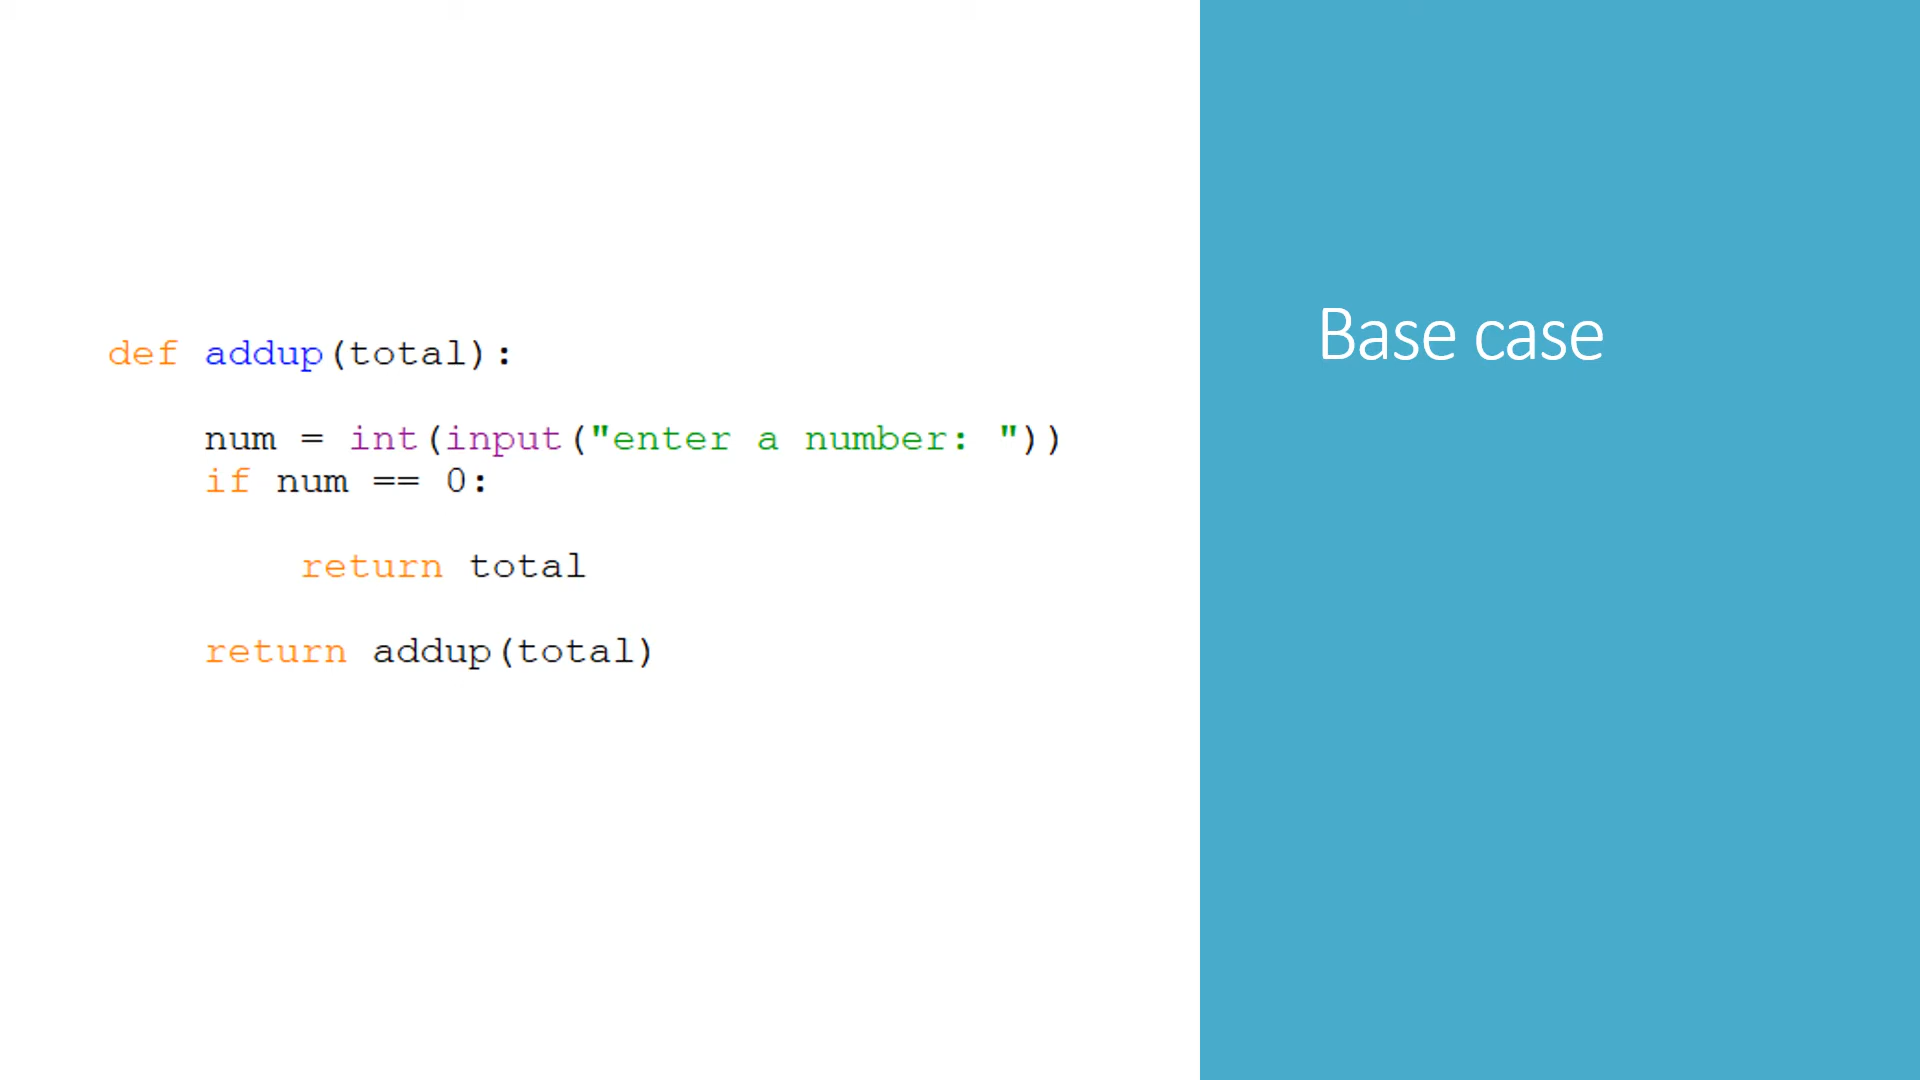 def addup(total):
    num = int(input("enter a number: "))
    if num == 0:
        return total
    return addup(total)
Base case